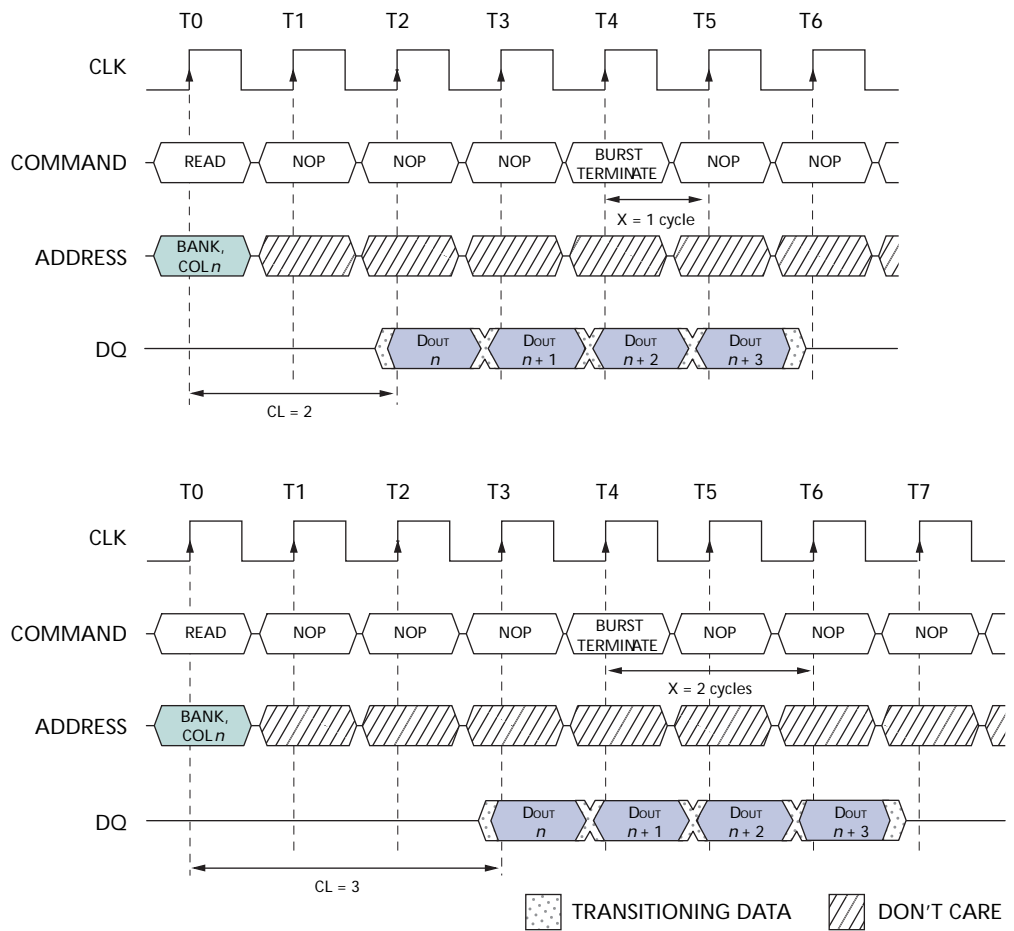 T0 T1 T2 T3 T4 T5 T6
CLK
COMMAND READ NOP NOP NOP BURST TERMINATE NOP NOP
X = 1 cycle
ADDRESS BANK, COL n
DQ DOUT n DOUT n + 1 DOUT n + 2 DOUT n + 3
CL = 2
T0 T1 T2 T3 T4 T5 T6 T7
CLK
COMMAND READ NOP NOP NOP BURST TERMINATE NOP NOP NOP
X = 2 cycles
ADDRESS BANK, COL n
DQ DOUT n DOUT n + 1 DOUT n + 2 DOUT n + 3
CL = 3
TRANSITIONING DATA DON'T CARE